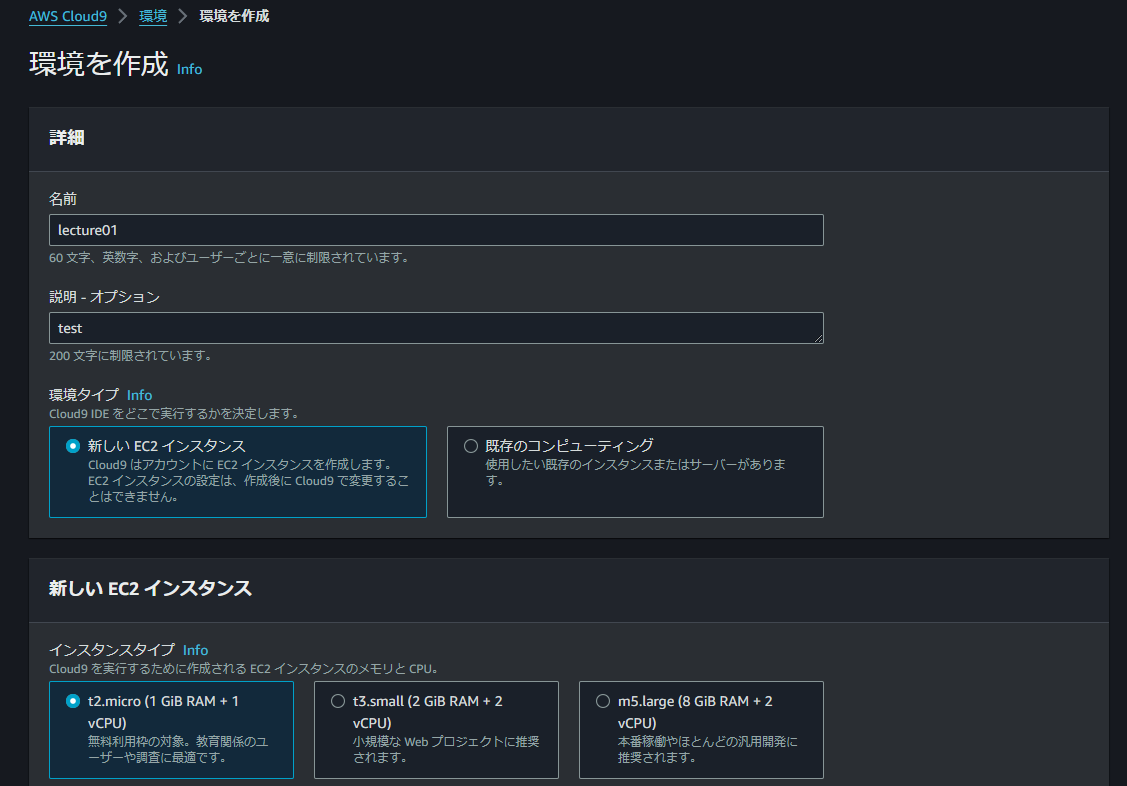 AWS Cloud9 > 環境 > 環境を作成
環境を作成 Info
詳細
名前
lecture01
60 文字、英数字、およびユーザーごとに一意に制限されています。
説明 - オプション
test
200 文字に制限されています。
環境タイプ Info
Cloud9 IDE をどこで実行するかを決定します。
新しい EC2 インスタンス
Cloud9 はアカウントに EC2 インスタンスを作成します。
EC2 インスタンスの設定は、作成後に Cloud9 で変更するこ
とはできません。
既存のコンピューティング
使用したい既存のインスタンスまたはサーバーがありま
す。
新しい EC2 インスタンス
インスタンスタイプ Info
Cloud9 を実行するために作成される EC2 インスタンスのメモリと CPU。
t2.micro (1 GiB RAM + 1
vCPU)
無料利用枠の対象。教育関係のユ
ーザーや調査に最適です。
t3.small (2 GiB RAM + 2
vCPU)
小規模な Web プロジェクトに推奨
されます。
m5.large (8 GiB RAM + 2
vCPU)
本番稼働やほとんどの汎用開発に
推奨されます。